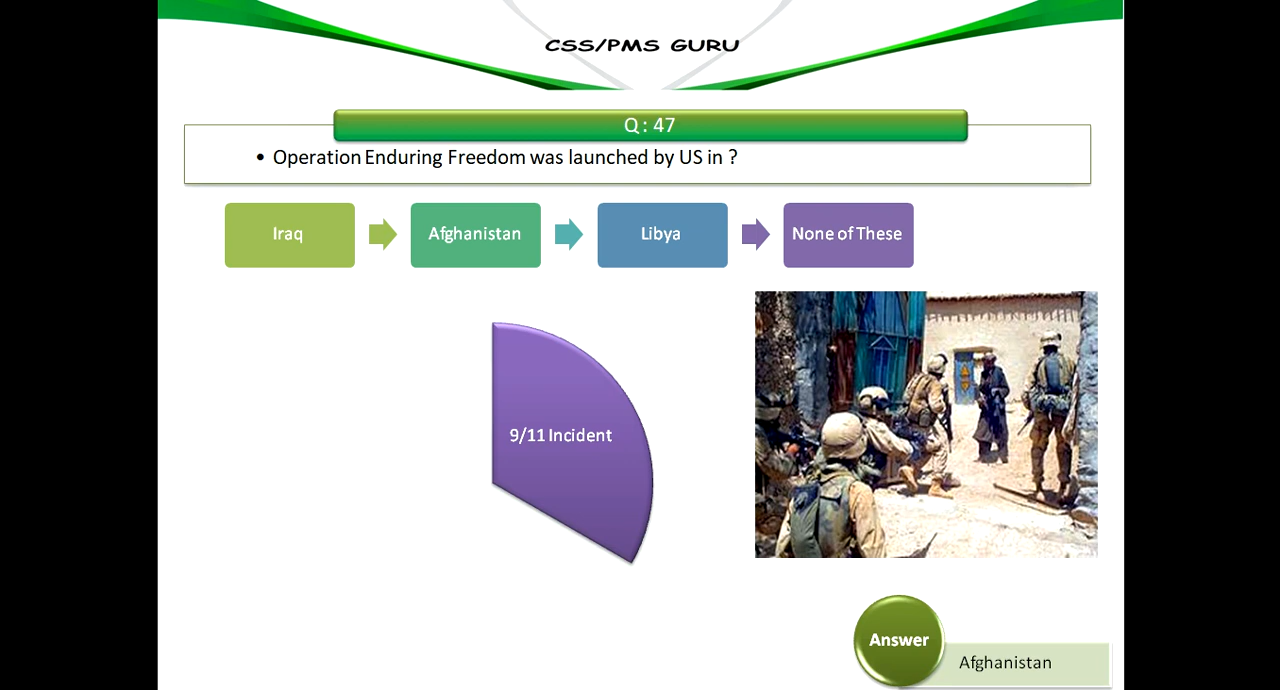 CSS/PMS GURU
Q : 47
• Operation Enduring Freedom was launched by US in ?
Iraq
Afghanistan
Libya
None of These
9/11 Incident
Answer
Afghanistan